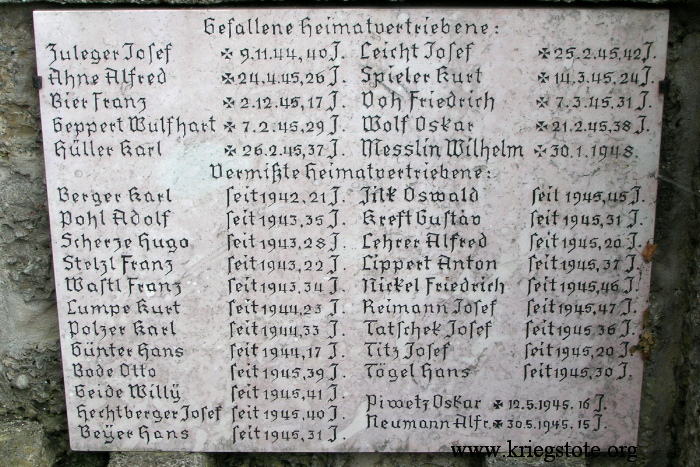 Gefallene Heimatvertriebene:
Zuleger Josef ✠ 9.11.44, 40 J. Leicht Josef ✠ 25.2.45, 42 J.
Ahne Alfred ✠ 24.4.45, 26 J. Spieler Kurt ✠ 14.3.45, 24 J.
Bier Franz ✠ 2.12.45, 17 J. Doh Friedrich ✠ 7.3.45, 31 J.
Geppert Wulfhart ✠ 7.2.45, 29 J. Wolf Oskar ✠ 21.2.45, 38 J.
Hüller Karl ✠ 26.2.45, 37 J. Messlin Wilhelm ✠ 30.1.1948.
Vermißte Heimatvertriebene:
Berger Karl seit 1942, 21 J. Jilk Oswald seit 1945, 45 J.
Pohl Adolf seit 1943, 35 J. Kreft Gustav seit 1945, 31 J.
Scherze Hugo seit 1943, 28 J. Lehrer Alfred seit 1945, 20 J.
Stelzl Franz seit 1943, 22 J. Lippert Anton seit 1945, 37 J.
Wastl Franz seit 1943, 34 J. Nickel Friedrich seit 1945, 46 J.
Lumpe Kurt seit 1944, 23 J. Reimann Josef seit 1945, 47 J.
Polzer Karl seit 1944, 33 J. Tatschek Josef seit 1945, 36 J.
Günter Hans seit 1944, 17 J. Titz Josef seit 1945, 20 J.
Bode Otto seit 1945, 39 J. Tögel Hans seit 1945, 30 J.
Geide Willÿ seit 1945, 41 J.
Hechtberger Josef seit 1945, 40 J. Piwetz Oskar ✠ 12.5.1945, 16 J.
Beÿer Hans seit 1945, 31 J. Neumann Alfr. ✠ 30.5.1945, 15 J.
www.kriegstote.org